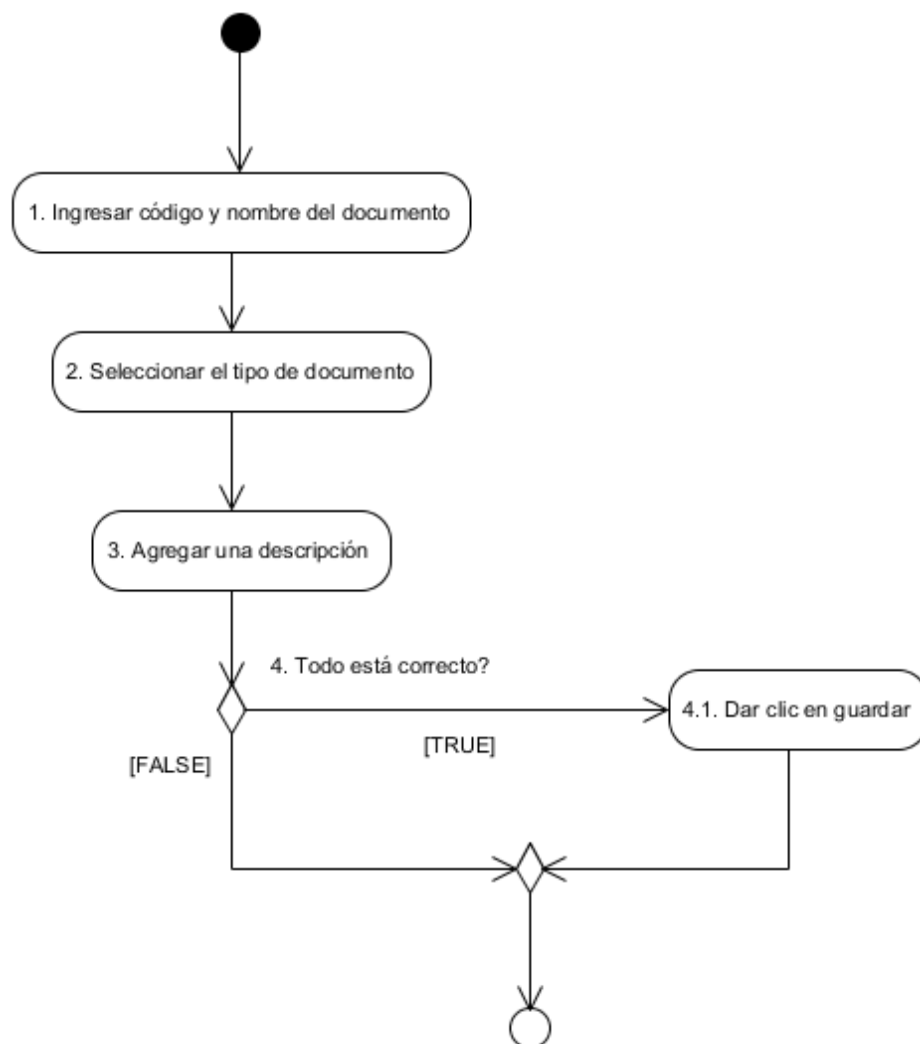 1. Ingresar código y nombre del documento
2. Seleccionar el tipo de documento
3. Agregar una descripción
4. Todo está correcto?
4.1. Dar clic en guardar
[TRUE]
[FALSE]